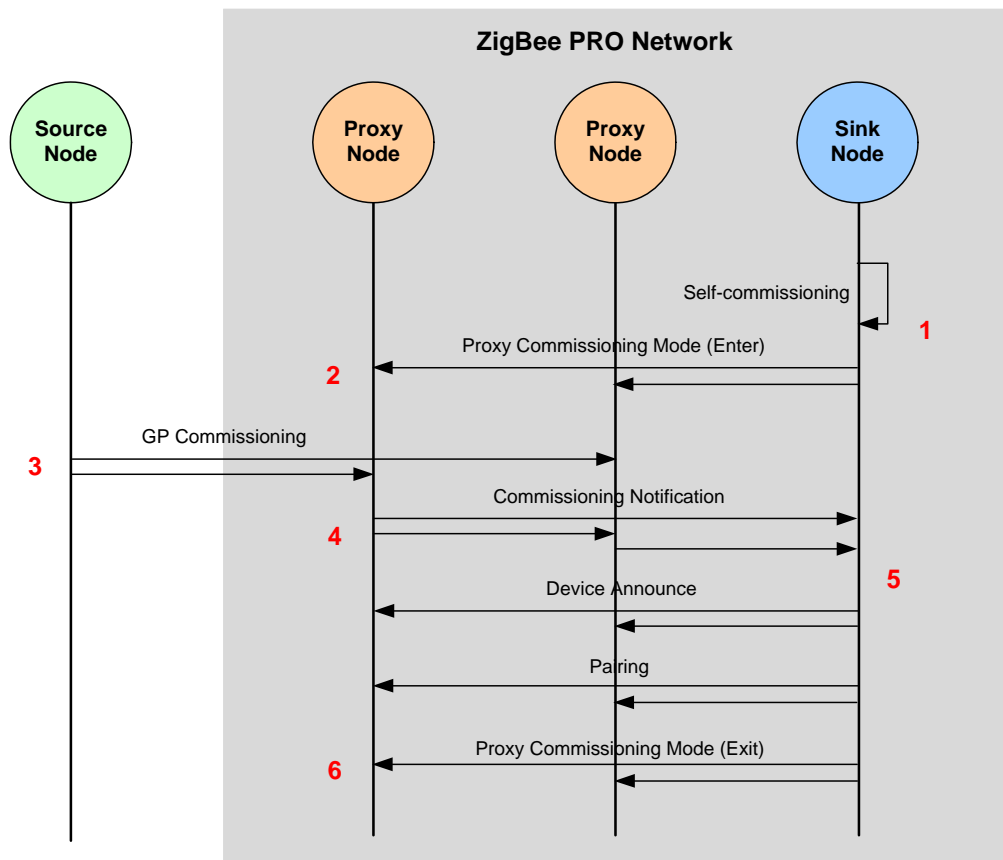 ZigBee PRO Network
Source
Node
Proxy
Node
Proxy
Node
Sink
Node
Self-commissioning
1
Proxy Commissioning Mode (Enter)
2
GP Commissioning
3
Commissioning Notification
4
5
Device Announce
Pairing
Proxy Commissioning Mode (Exit)
6